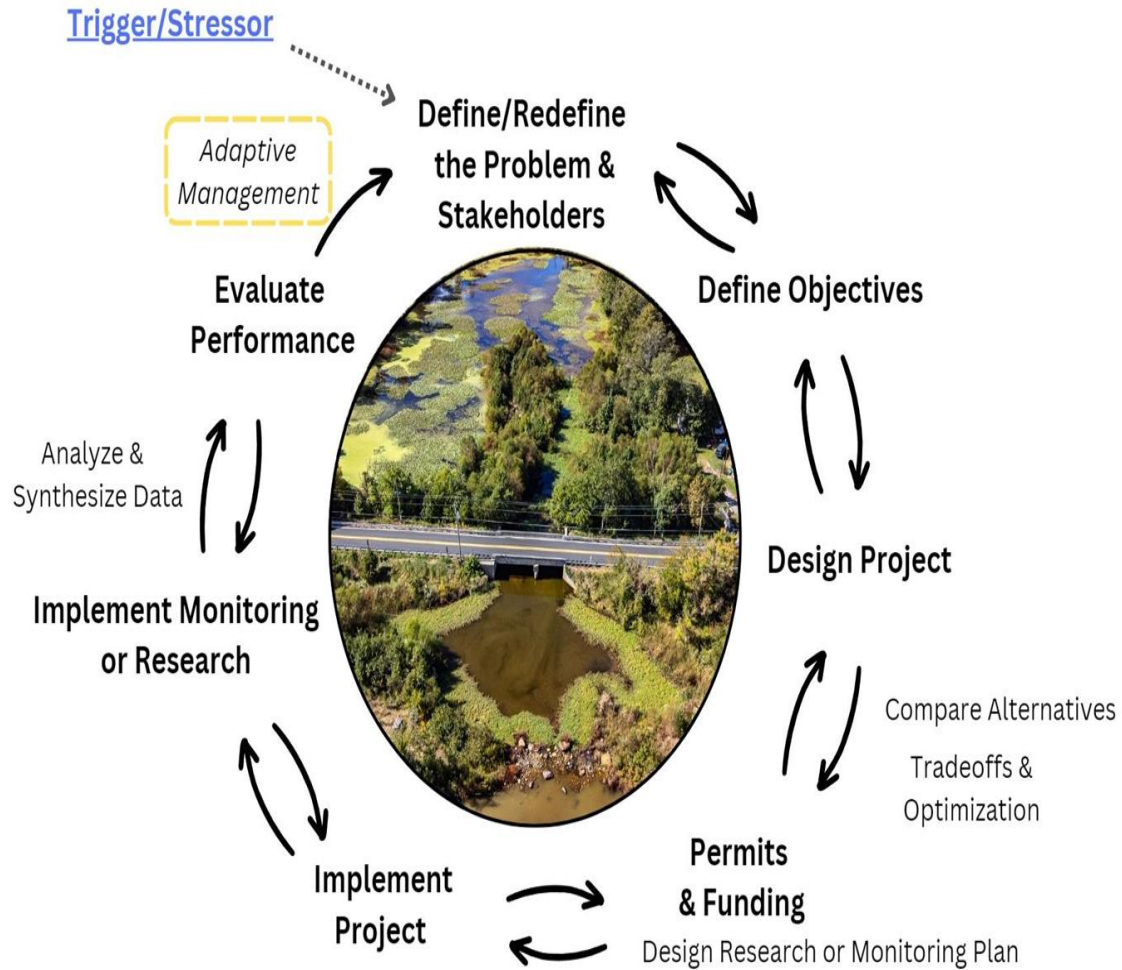 Trigger/Stressor
Define/Redefine
the Problem &
Stakeholders
Adaptive
Management
Define Objectives
Evaluate
Performance
Analyze &
Synthesize Data
Design Project
Implement Monitoring
or Research
Compare Alternatives
Tradeoffs &
Optimization
Permits
& Funding
Implement
Project
Design Research or Monitoring Plan